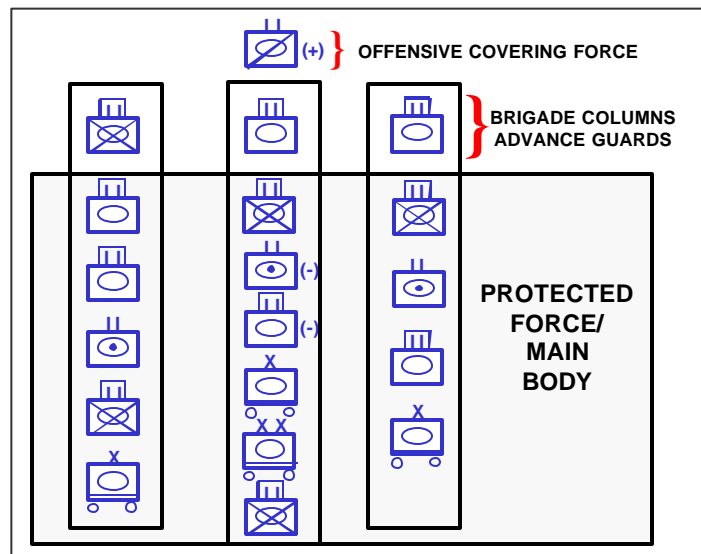 (+)
OFFENSIVE COVERING FORCE
BRIGADE COLUMNS
ADVANCE GUARDS
(-)
(-)
PROTECTED
FORCE/
MAIN
BODY
X
X
X X
X